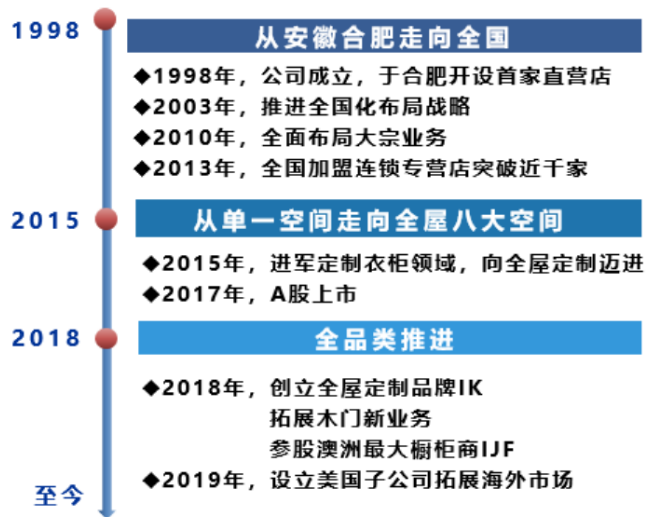 1998
从安徽合肥走向全国
◆1998年，公司成立，于合肥开设首家直营店
◆2003年，推进全国化布局战略
◆2010年，全面布局大宗业务
◆2013年，全国加盟连锁专营店突破近千家
2015
从单一空间走向全屋八大空间
◆2015年，进军定制衣柜领域，向全屋定制迈进
◆2017年，A股上市
2018
全品类推进
◆2018年，创立全屋定制品牌IK
拓展木门新业务
参股澳洲最大橱柜商IJF
◆2019年，设立美国子公司拓展海外市场
至今